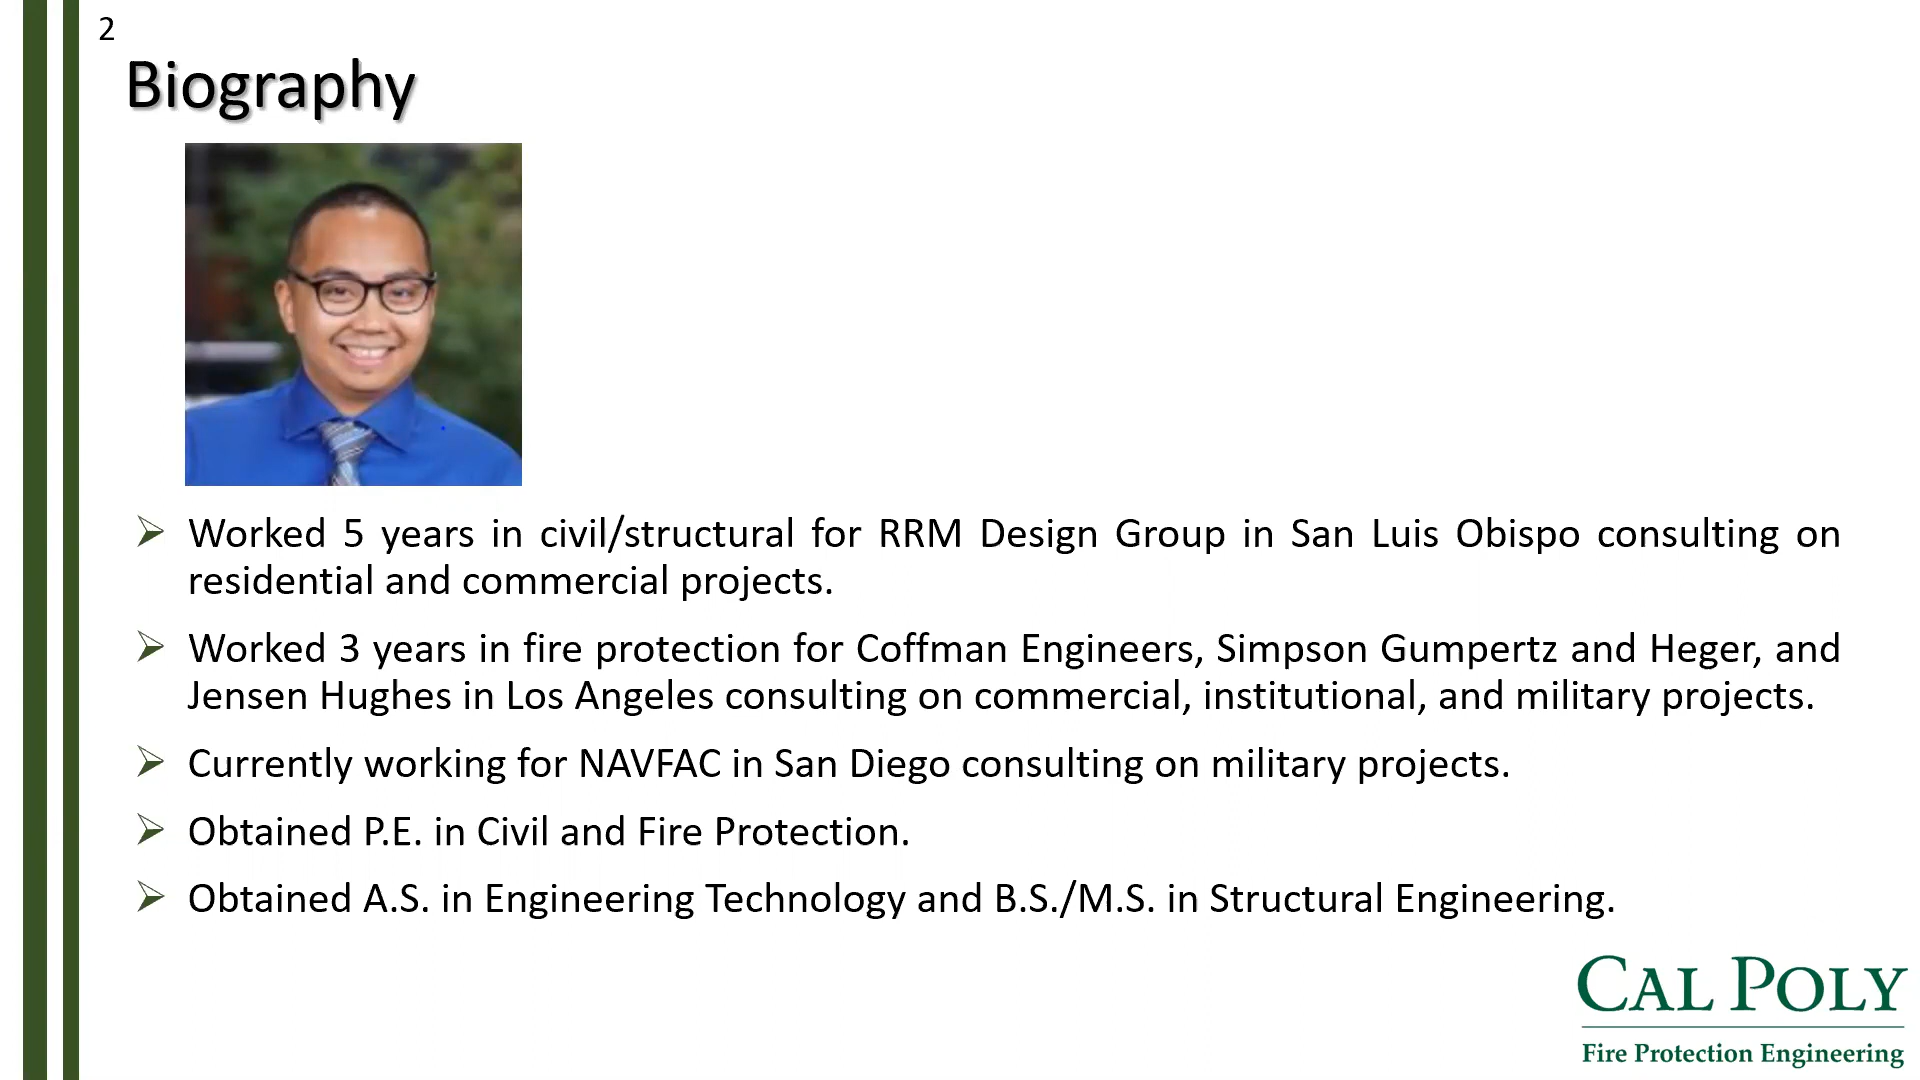 2
Biography
Worked 5 years in civil/structural for RRM Design Group in San Luis Obispo consulting on
residential and commercial projects.
Worked 3 years in fire protection for Coffman Engineers, Simpson Gumpertz and Heger, and
Jensen Hughes in Los Angeles consulting on commercial, institutional, and military projects.
Currently working for NAVFAC in San Diego consulting on military projects.
Obtained P.E. in Civil and Fire Protection.
Obtained A.S. in Engineering Technology and B.S./M.S. in Structural Engineering.
CAL POLY
Fire Protection Engineering